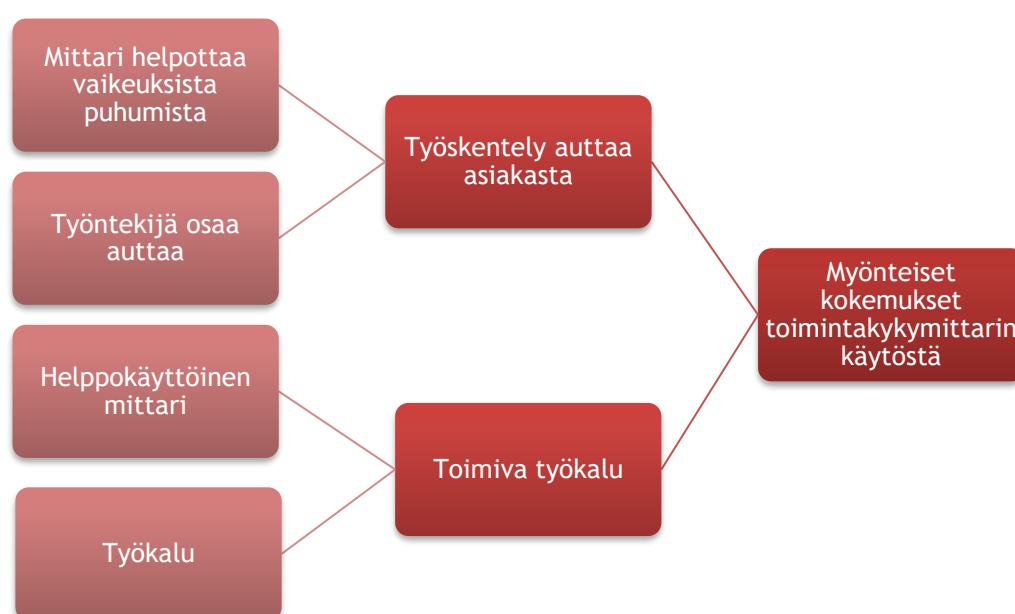 Mittari helpottaa
vaikeuksista
puhumista
Työntekijä osaa
auttaa
Helppokäyttöinen
mittari
Työkalu
Työskentely auttaa
asiakasta
Toimiva työkalu
Myönteiset
kokemukset
toimintakykymittarin
käytöstä